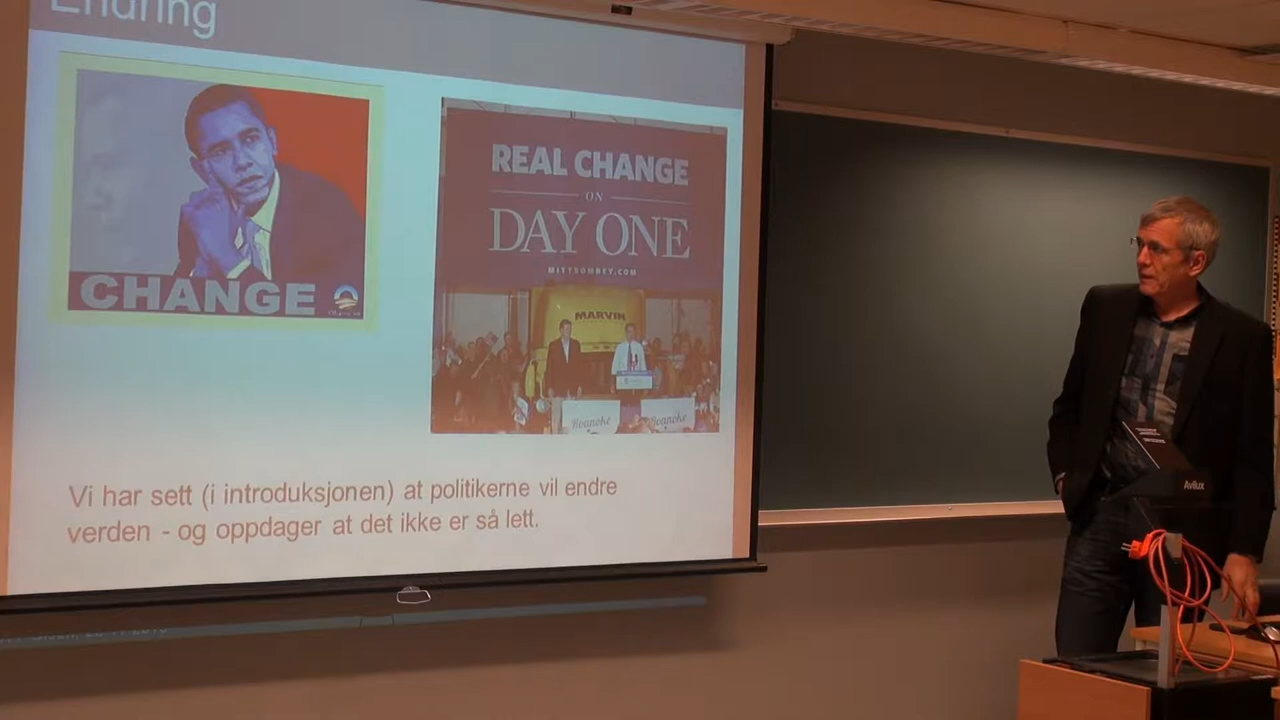 Endring
CHANGE
REAL CHANGE
ON
DAY ONE
MITTROMNEY.COM
MARVIN
Roanoke
Roanoke
Vi har sett (i introduksjonen) at politikerne vil endre
verden - og oppdager at det ikke er så lett.
Avilux